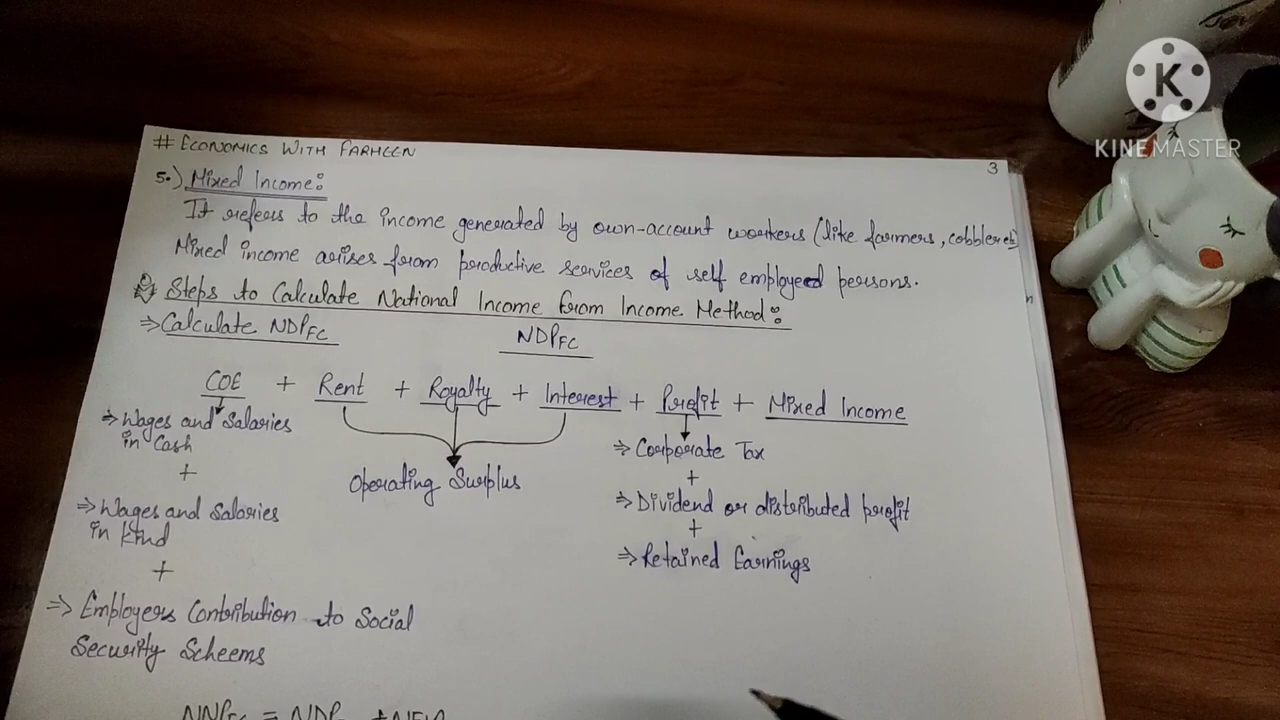 K
KINEMASTER
# ECONOMICS WITH PARHEEN
3
5.) Mixed Income:
It refers to the income generated by own-account workers (like farmers, cobbler etc)
Mixed income arises from productive services of self employed persons.
Steps to Calculate National Income from Income Method:
⇒ Calculate NDPFC
NDPFC
COE + Rent + Royalty + Interest + Profit + Mixed Income
⇒ Wages and Salaries
in Cash
+
⇒ Wages and Salaries
in kind
+
⇒ Employers Contribution to Social
Security Scheems
Operating Surplus
⇒ Corporate Tax
+
⇒ Dividend or distributed profit
+
⇒ Retained Earnings